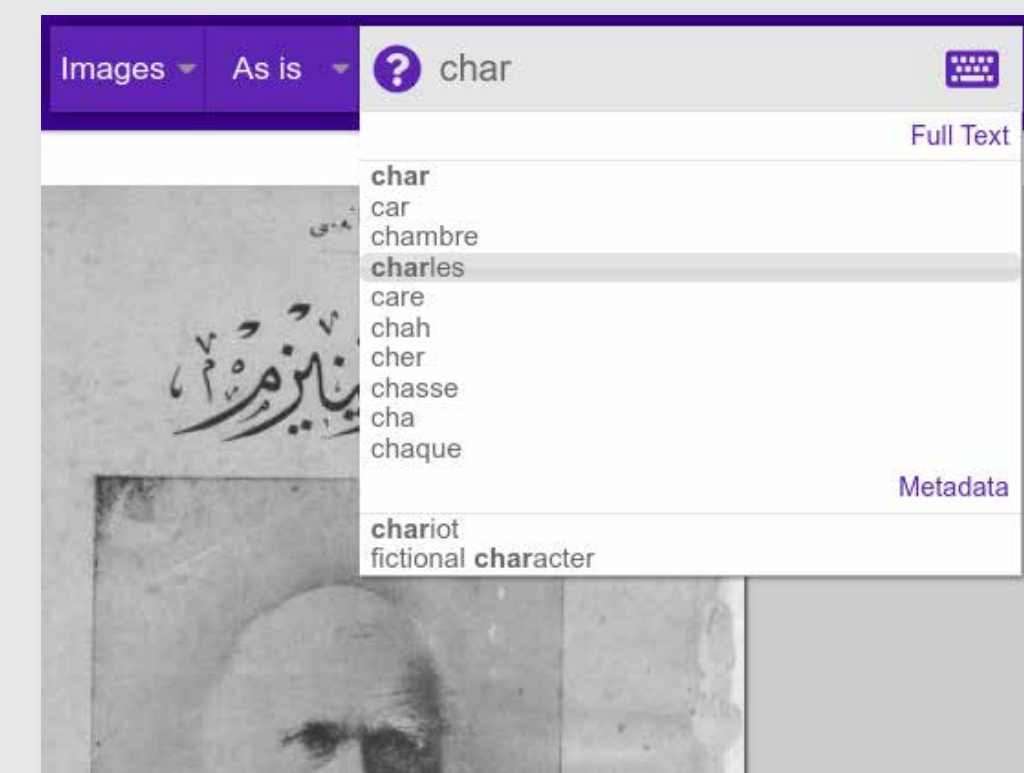 Images
As is
char
Full Text
char
car
chambre
charles
care
chah
cher
chasse
cha
chaque
Metadata
chariot
fictional character